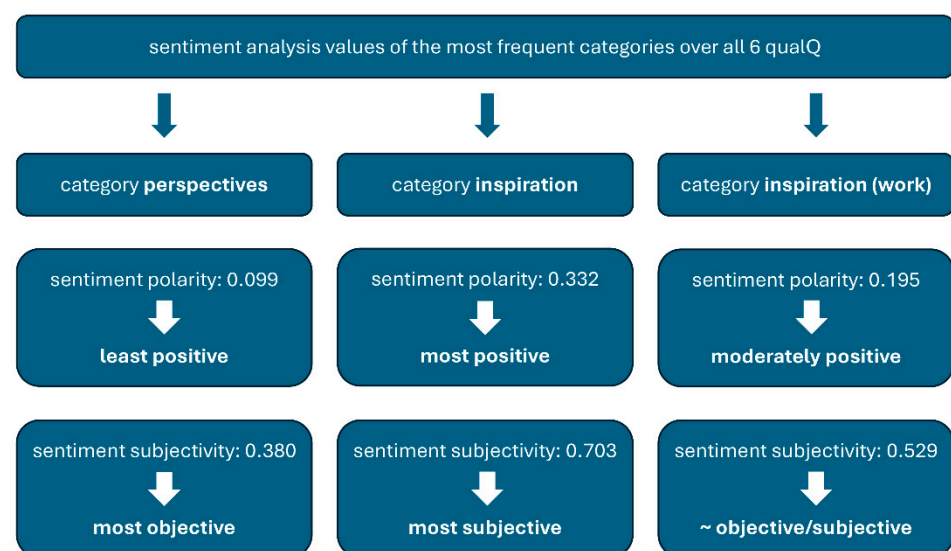 sentiment analysis values of the most frequent categories over all 6 qualQ
category perspectives
category inspiration
category inspiration (work)
sentiment polarity: 0.099
least positive
sentiment polarity: 0.332
most positive
sentiment polarity: 0.195
moderately positive
sentiment subjectivity: 0.380
most objective
sentiment subjectivity: 0.703
most subjective
sentiment subjectivity: 0.529
~ objective/subjective